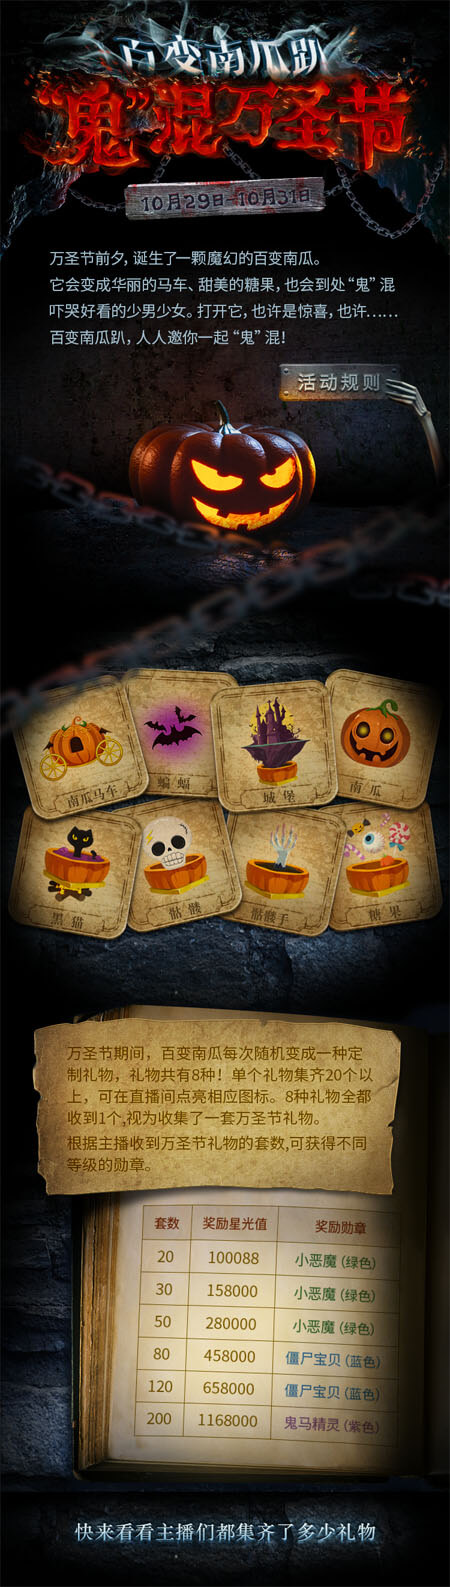 百变南瓜趴
“鬼”混万圣节
10月29日-10月31日
万圣节前夕，诞生了一颗魔幻的百变南瓜。
它会变成华丽的马车、甜美的糖果，也会到处“鬼”混
吓哭好看的少男少女。打开它，也许是惊喜，也许……
百变南瓜趴，人人邀你一起“鬼”混！
活动规则
南瓜马车 蝙蝠 城堡 南瓜
黑猫 骷髅 骷髅手 糖果
万圣节期间，百变南瓜每次随机变成一种定
制礼物，礼物共有8种！单个礼物集齐20个以
上，可在直播间点亮相应图标。8种礼物全都
收到1个,视为收集了一套万圣节礼物。
根据主播收到万圣节礼物的套数,可获得不同
等级的勋章。
套数 奖励星光值 奖励勋章
20 100088 小恶魔（绿色）
30 158000 小恶魔（绿色）
50 280000 小恶魔（绿色）
80 458000 僵尸宝贝（蓝色）
120 658000 僵尸宝贝（蓝色）
200 1168000 鬼马精灵（紫色）
快来看看主播们都集齐了多少礼物